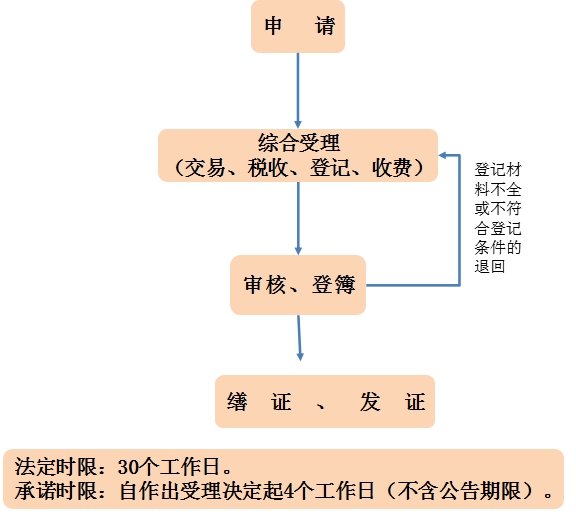 申 请
综合受理
（交易、税收、登记、收费）
登记材
料不全
或不符
合登记
条件的
退回
审核、登簿
缮 证 、 发 证
法定时限：30个工作日。
承诺时限：自作出受理决定起4个工作日（不含公告期限）。